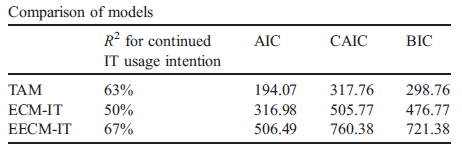 Comparison of models
R² for continued IT usage intention AIC CAIC BIC
TAM 63% 194.07 317.76 298.76
ECM-IT 50% 316.98 505.77 476.77
EECM-IT 67% 506.49 760.38 721.38